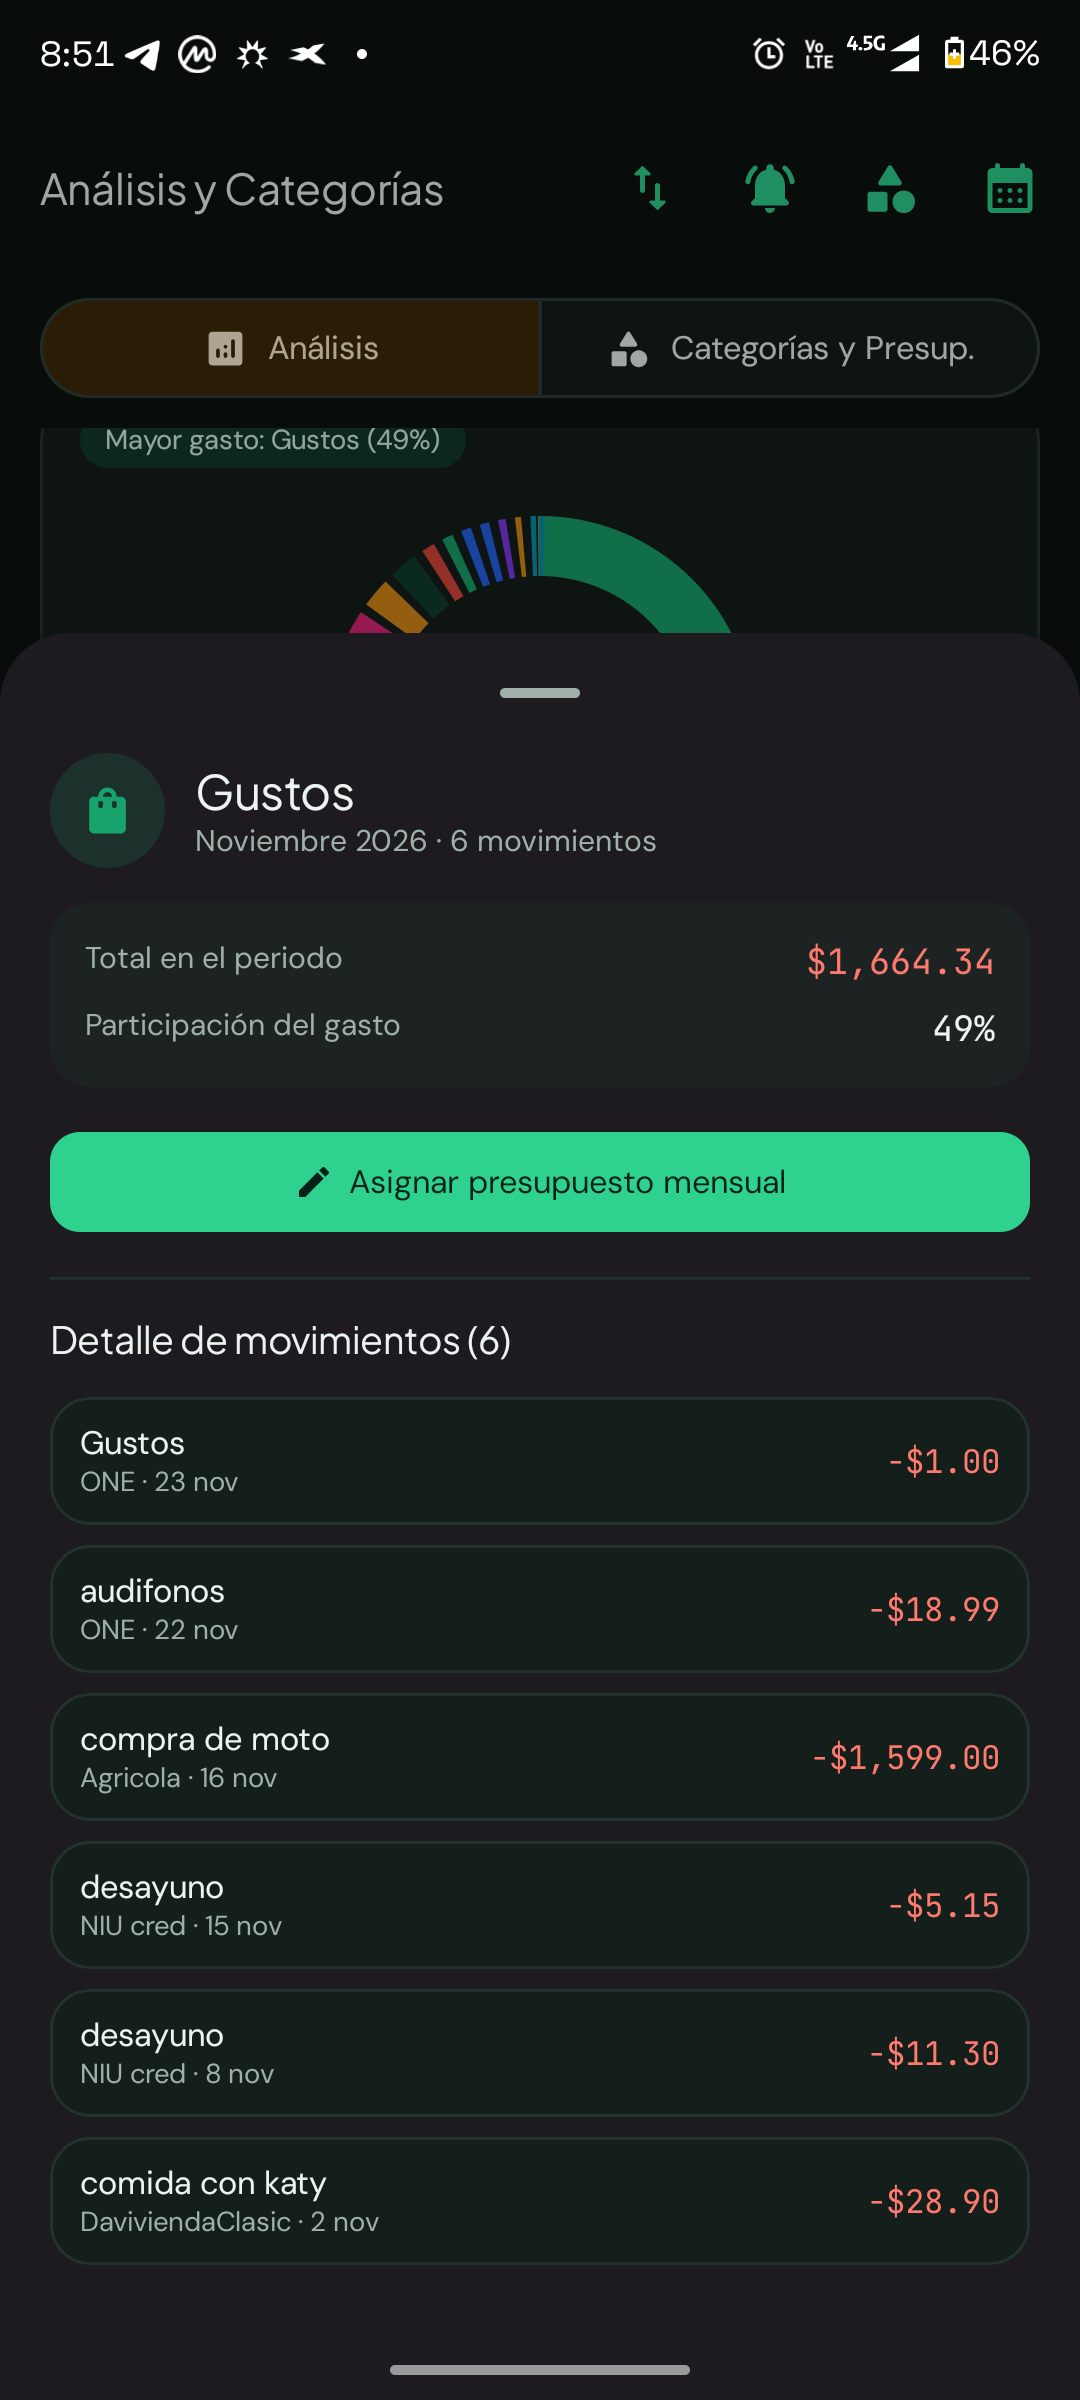 8:51
Vo LTE
4.5G
46%
Análisis y Categorías
Análisis
Categorías y Presup.
Mayor gasto: Gustos (49%)
Gustos
Noviembre 2026 · 6 movimientos
Total en el periodo
$1,664.34
Participación del gasto
49%
Asignar presupuesto mensual
Detalle de movimientos (6)
Gustos
ONE · 23 nov
-$1.00
audifonos
ONE · 22 nov
-$18.99
compra de moto
Agricola · 16 nov
-$1,599.00
desayuno
NIU cred · 15 nov
-$5.15
desayuno
NIU cred · 8 nov
-$11.30
comida con katy
DaviviendaClasic · 2 nov
-$28.90